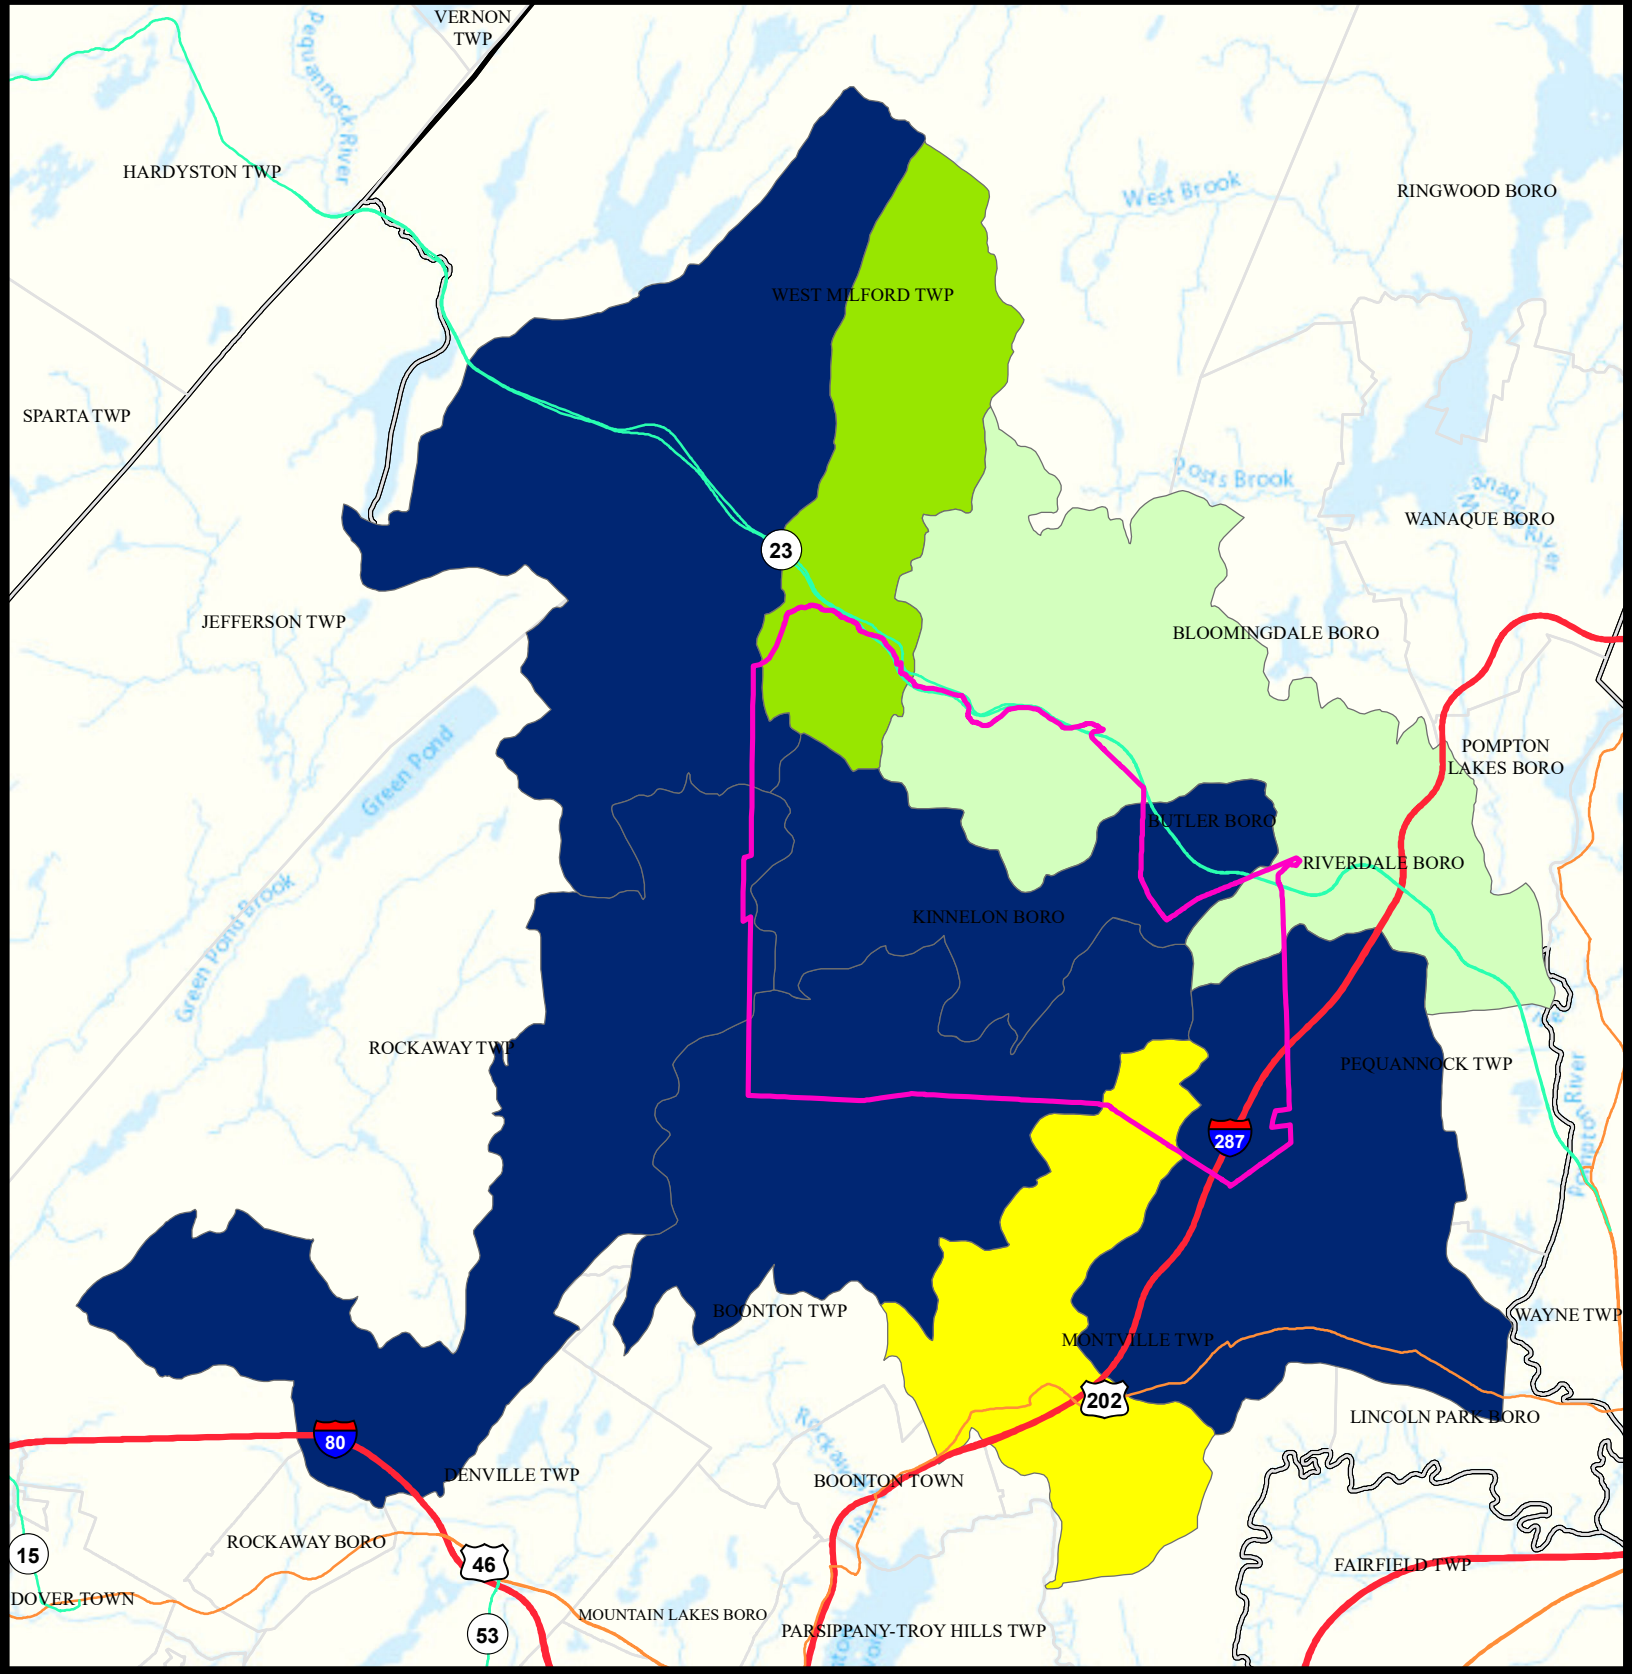 VERNON
TWP
Pequannock River
HARDYSTON TWP
West Brook
RINGWOOD BORO
WEST MILFORD TWP
SPARTA TWP
Posts Brook
WANAQUE BORO
23
JEFFERSON TWP
BLOOMINGDALE BORO
Green Pond
POMPTON
LAKES BORO
BUTLER BORO
RIVERDALE BORO
Green Pond Brook
KINNELON BORO
ROCKAWAY TWP
PEQUANNOCK TWP
Pompton River
287
BOONTON TWP
WAYNE TWP
MONTVILLE TWP
202
LINCOLN PARK BORO
80
DENVILLE TWP
BOONTON TOWN
ROCKAWAY BORO
15
46
FAIRFIELD TWP
DOVER TOWN
MOUNTAIN LAKES BORO
53
PARSIPPANY-TROY HILLS TWP